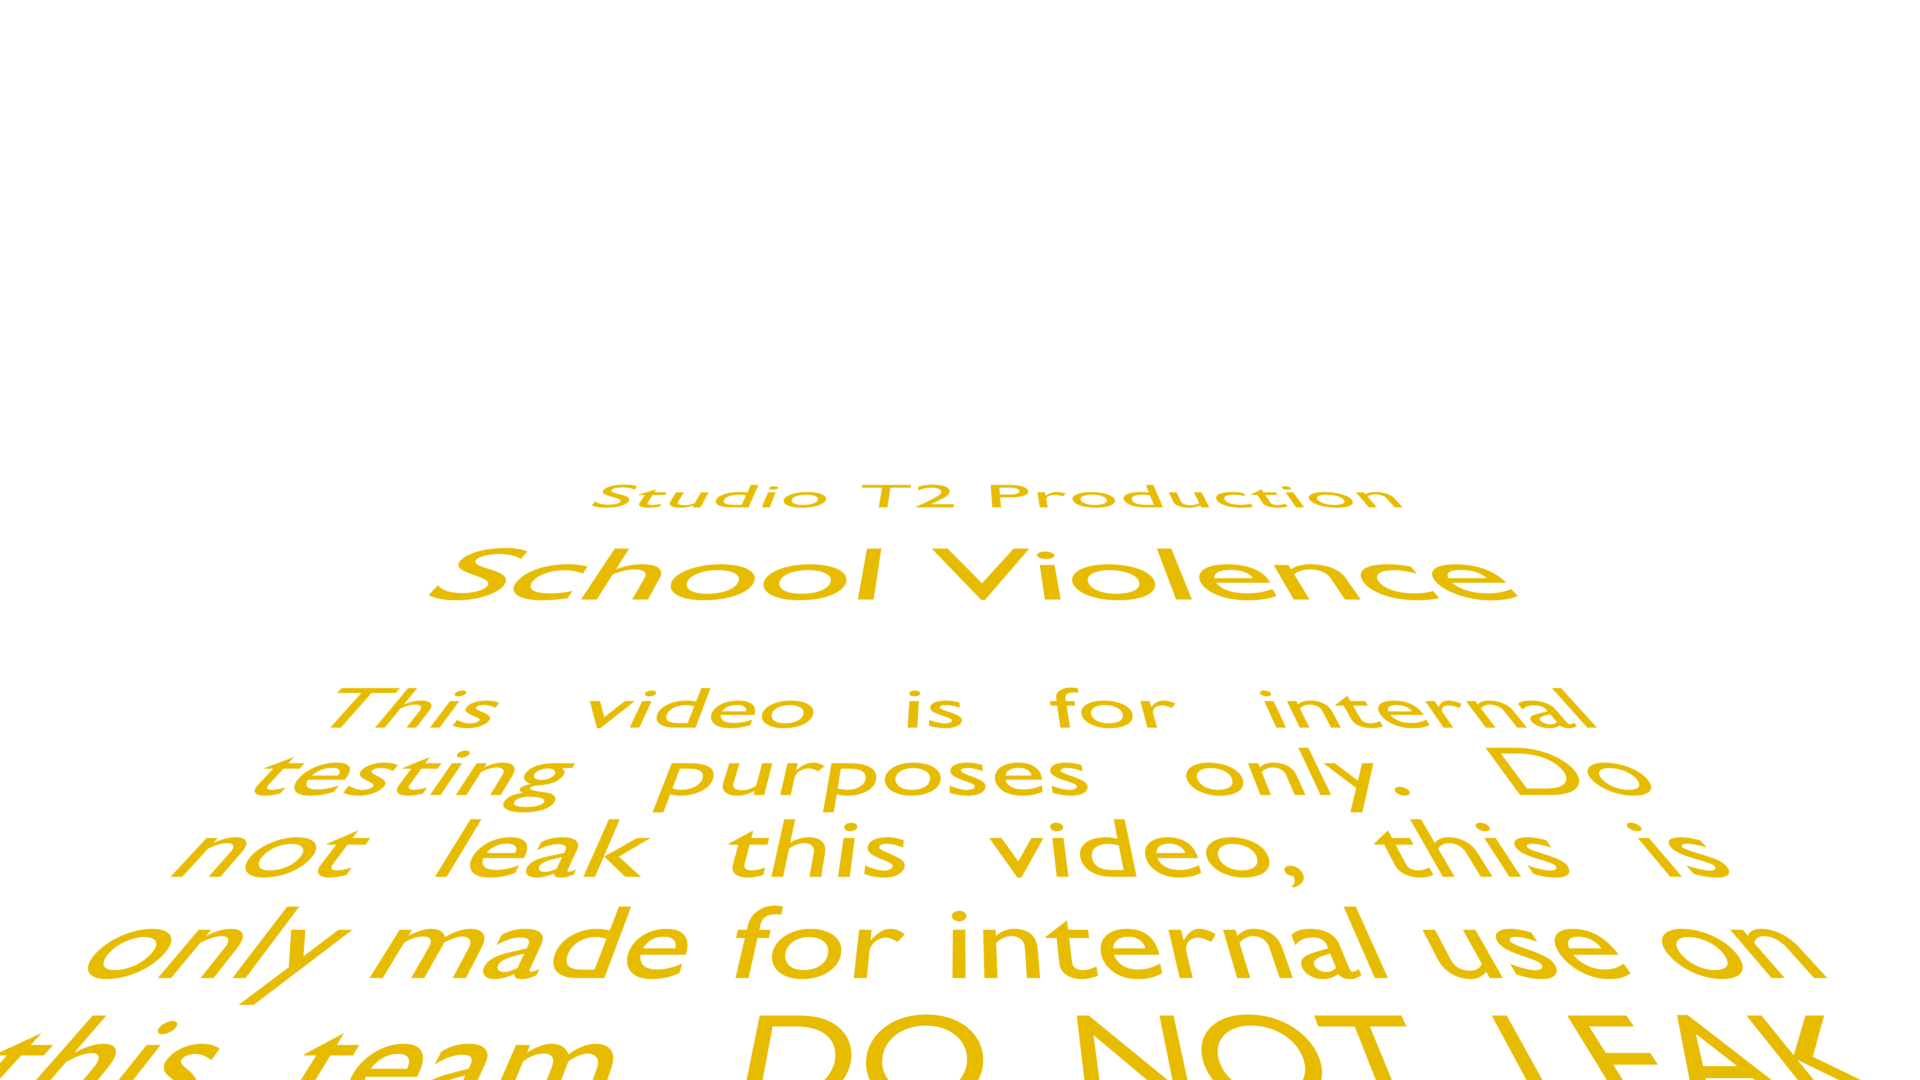 Studio T2 Production
School Violence
This video is for internal
testing purposes only. Do
not leak this video, this is
only made for internal use on
this team. DO NOT LEAK